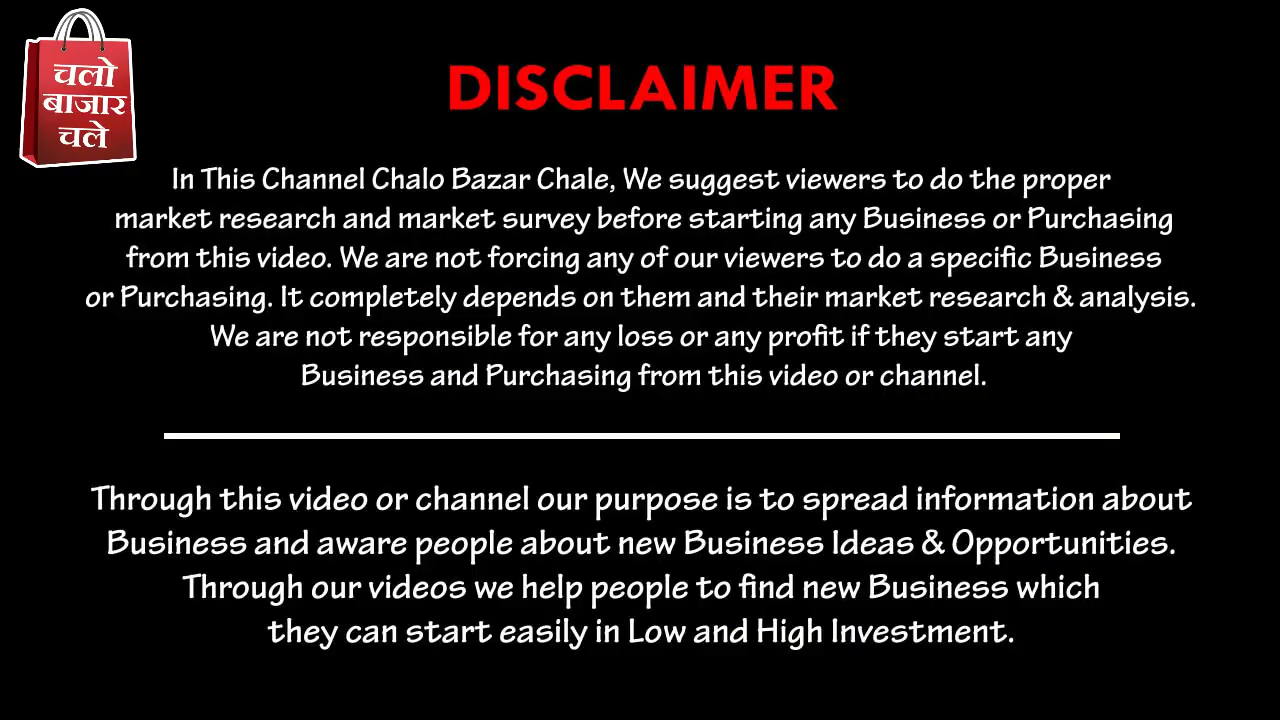 चलो
बाजार
चले
DISCLAIMER
In This Channel Chalo Bazar Chale, We suggest viewers to do the proper
market research and market survey before starting any Business or Purchasing
from this video. We are not forcing any of our viewers to do a specific Business
or Purchasing. It completely depends on them and their market research & analysis.
We are not responsible for any loss or any profit if they start any
Business and Purchasing from this video or channel.
Through this video or channel our purpose is to spread information about
Business and aware people about new Business Ideas & Opportunities.
Through our videos we help people to find new Business which
they can start easily in Low and High Investment.